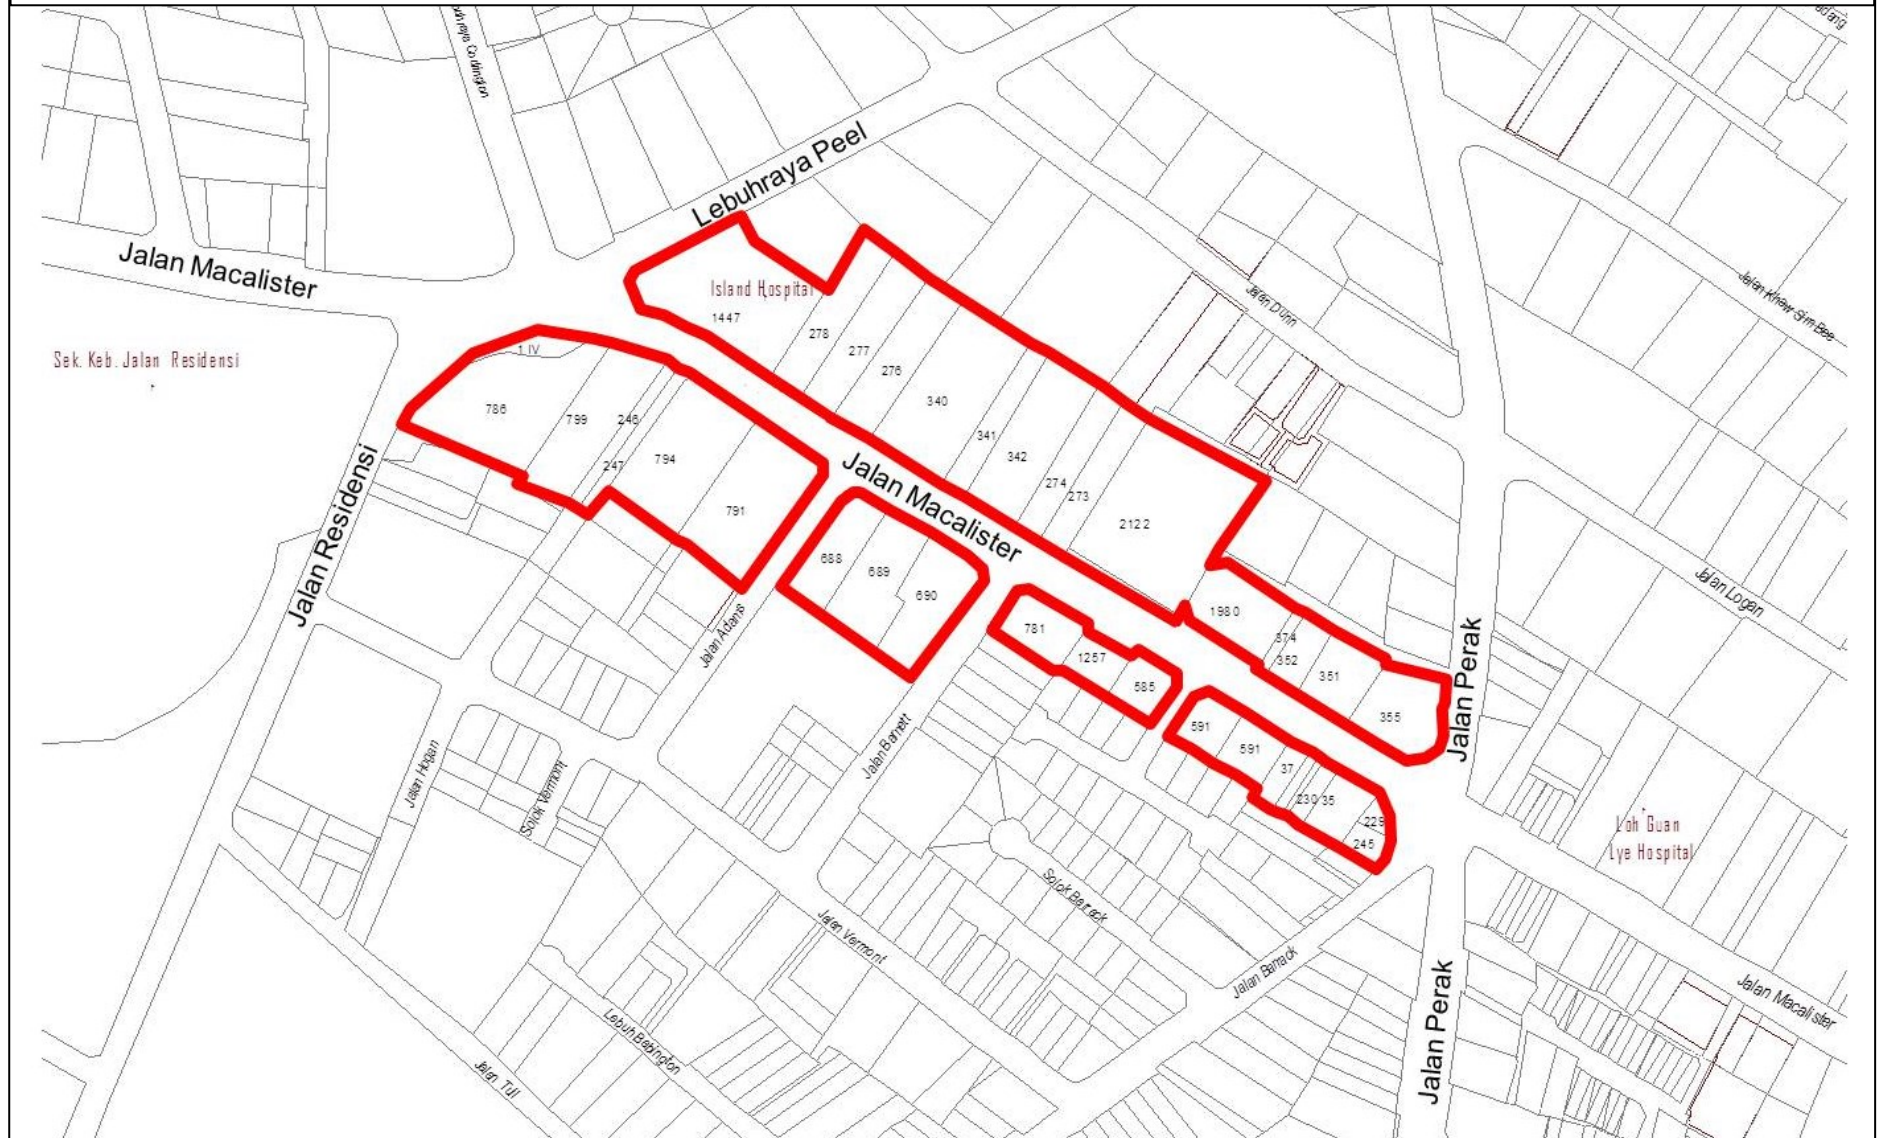 Lebuhraya Peel
Jalan Macalister
Island Hospital
1447
278
277
276
340
341
342
274
273
2122
Sek. Keb. Jalan Residensi
1 IV
786
799
246
247
794
791
Jalan Macalister
Jalan Residensi
688
689
690
781
1257
585
1980
374
352
351
355
591
591
37
230
35
229
245
Jalan Perak
Jalan Dunn
Jalan Khaw Sim Bee
Jalan Logan
Jalan Adams
Jalan Barnett
Jalan Hogan
Solok Vermont
Jalan Vermont
Solok Barrack
Jalan Barrack
Loh Guan
Lye Hospital
Jalan Macalister
Jalan Perak
Lebuh Bebington
Jalan Tull